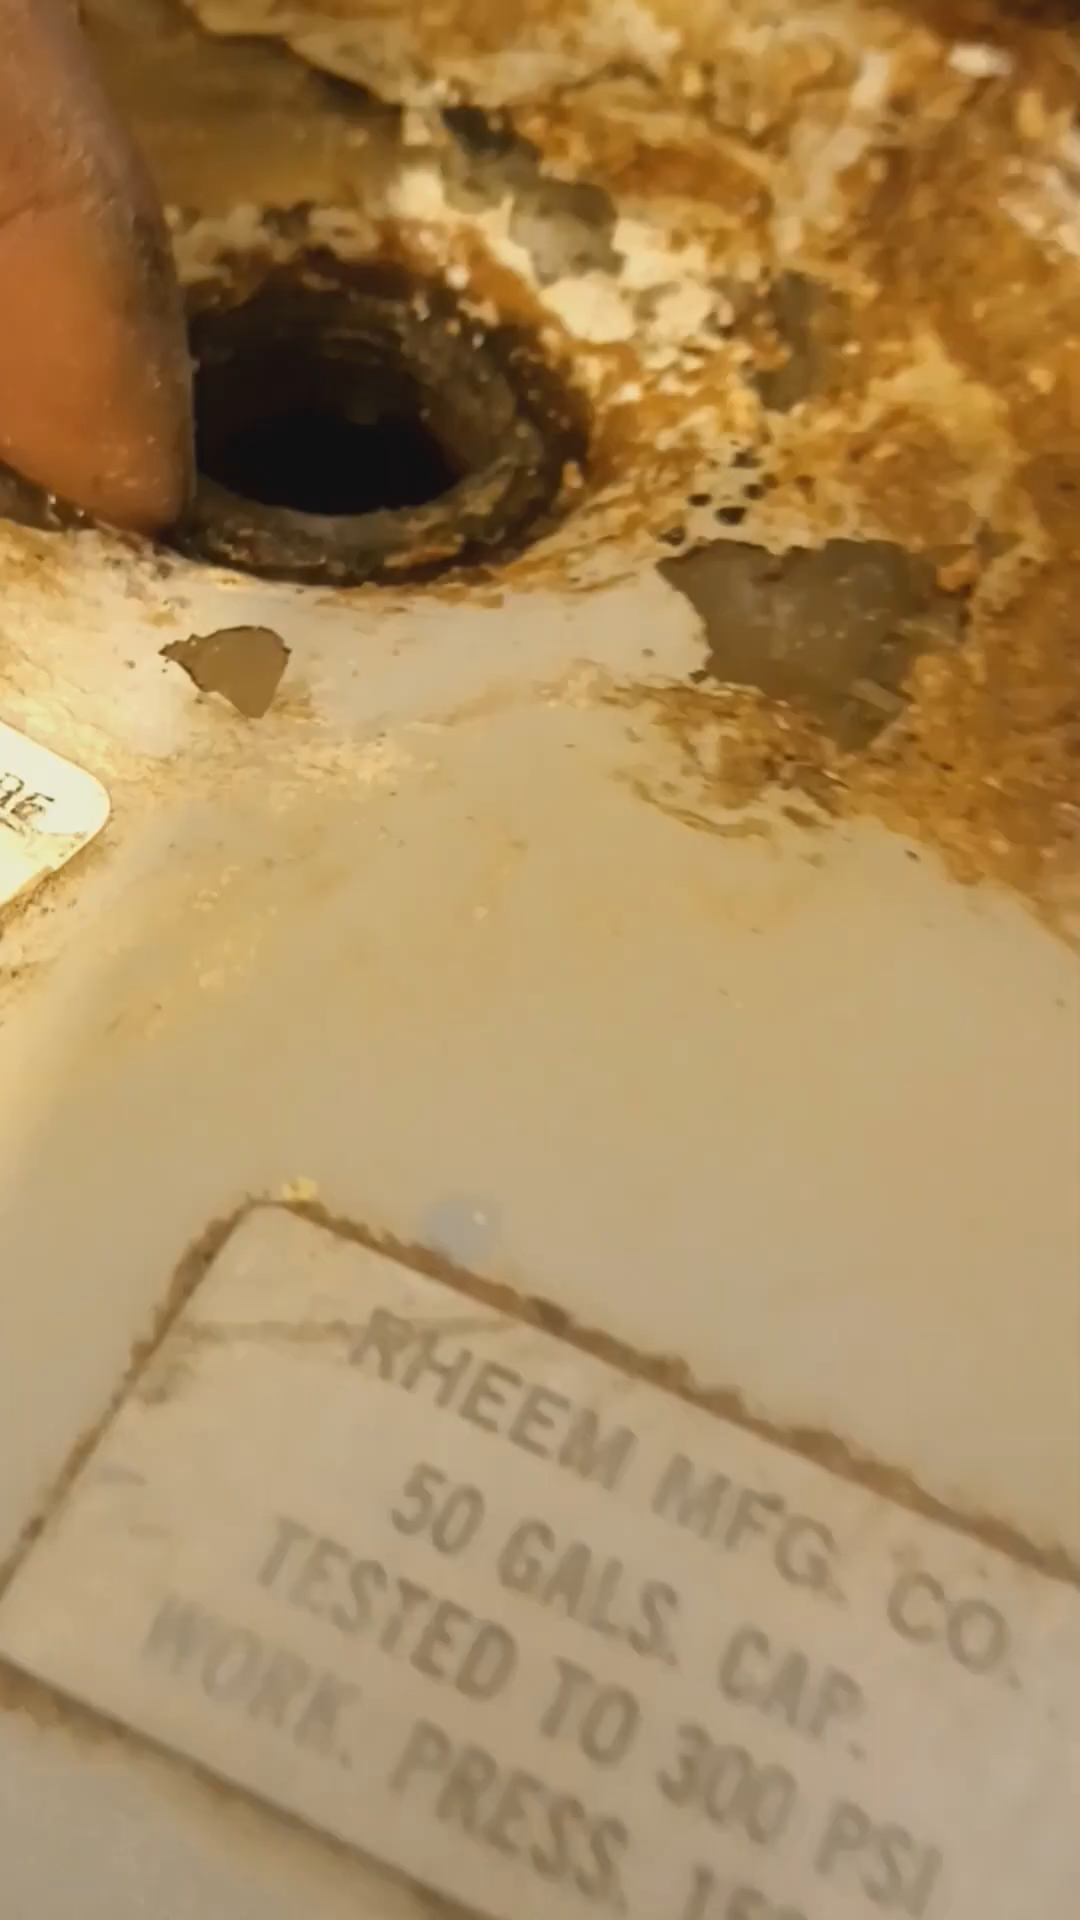 RHEEM MFG. CO.
50 GALS. CAP.
TESTED TO 300 PSI
WORK. PRESS.